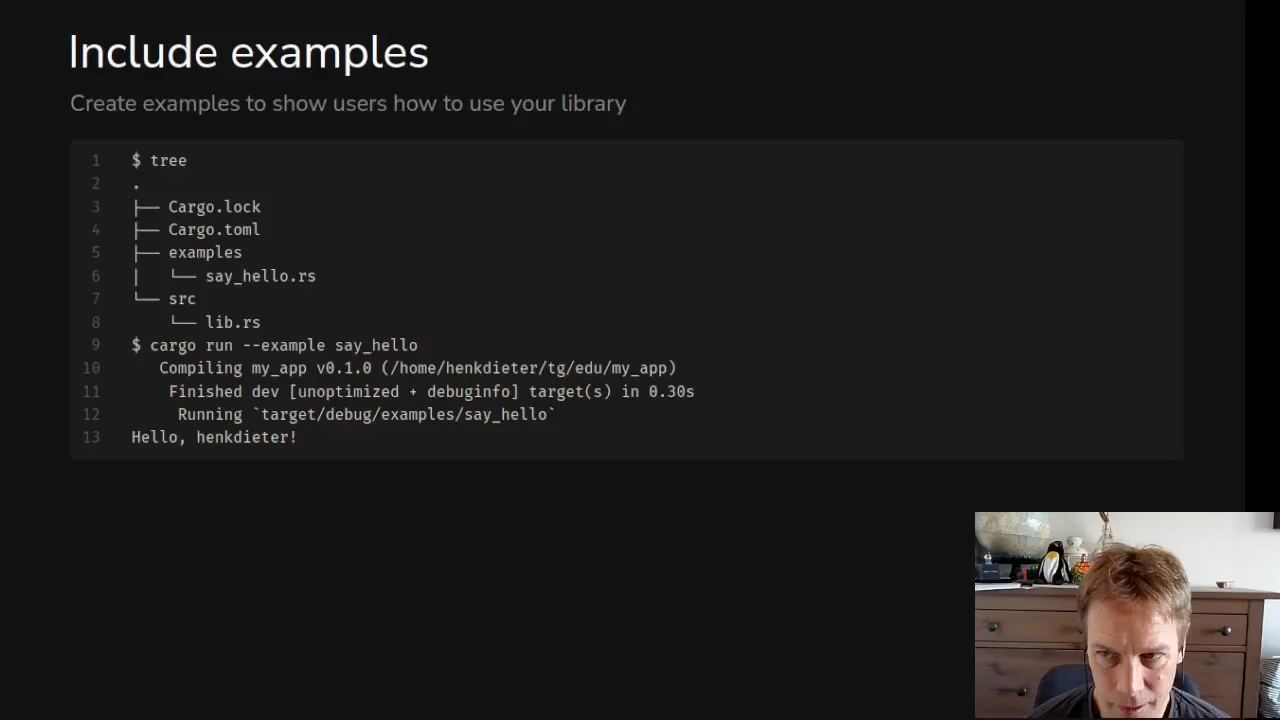 Include examples
Create examples to show users how to use your library
1 $ tree
2 .
3 ├── Cargo.lock
4 ├── Cargo.toml
5 ├── examples
6 │   └── say_hello.rs
7 └── src
8     └── lib.rs
9 $ cargo run --example say_hello
10    Compiling my_app v0.1.0 (/home/henkdieter/tg/edu/my_app)
11     Finished dev [unoptimized + debuginfo] target(s) in 0.30s
12      Running `target/debug/examples/say_hello`
13 Hello, henkdieter!